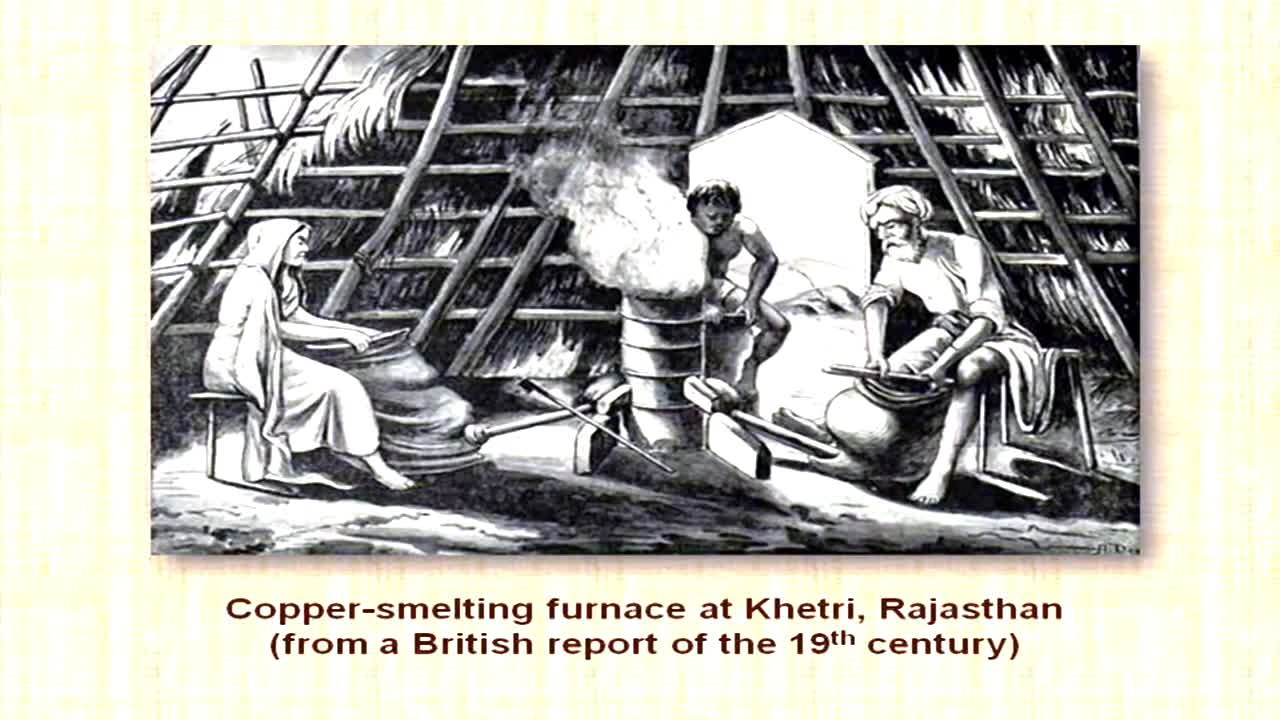 Copper-smelting furnace at Khetri, Rajasthan
(from a British report of the 19th century)